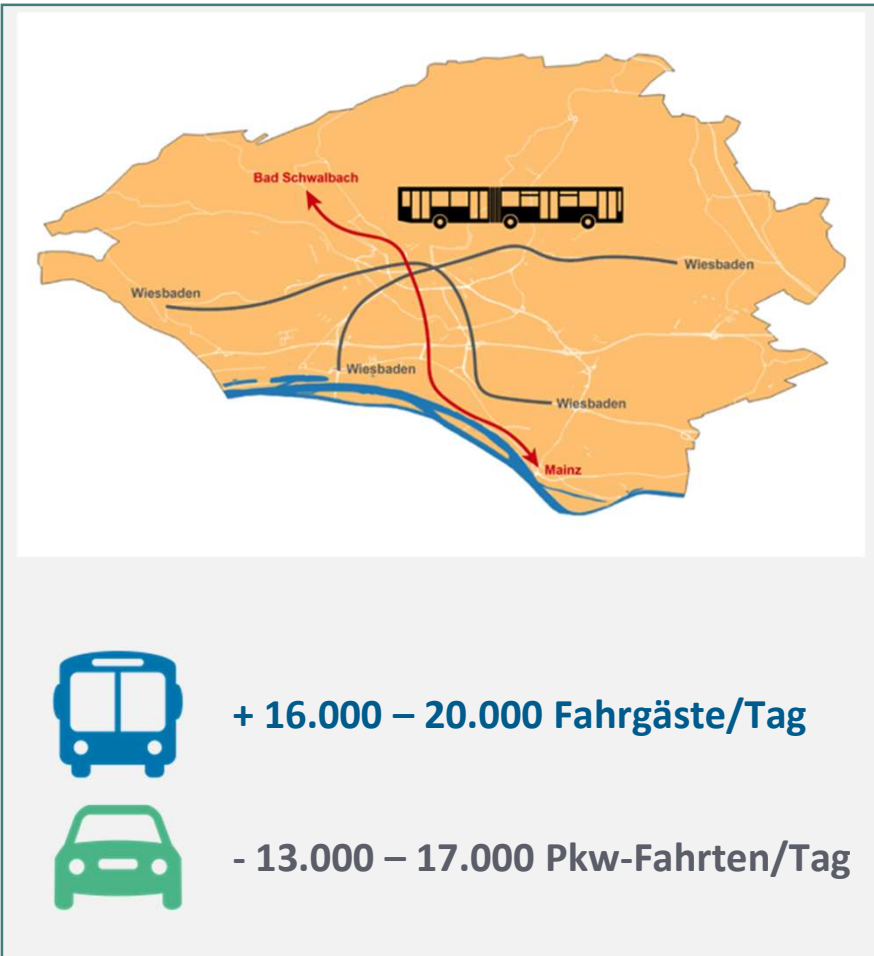 Bad Schwalbach
Wiesbaden
Wiesbaden
Wiesbaden
Wiesbaden
Mainz
+ 16.000 – 20.000 Fahrgäste/Tag
- 13.000 – 17.000 Pkw-Fahrten/Tag